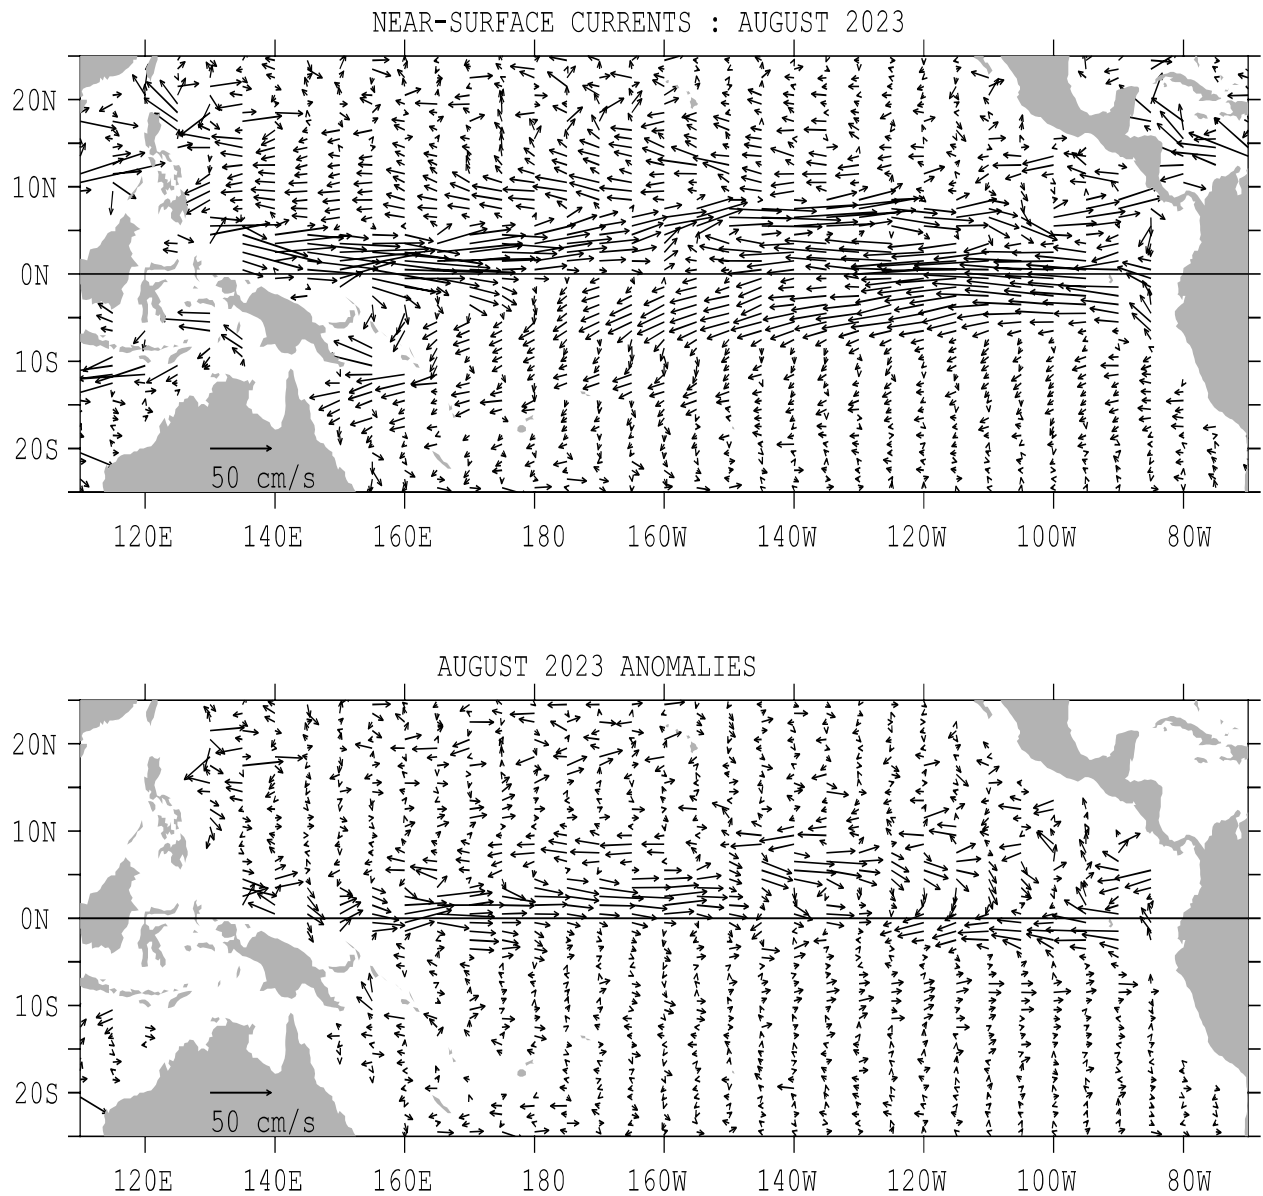 NEAR-SURFACE CURRENTS : AUGUST 2023
20N
10N
0N
10S
20S
50 cm/s
120E 140E 160E 180 160W 140W 120W 100W 80W
AUGUST 2023 ANOMALIES
20N
10N
0N
10S
20S
50 cm/s
120E 140E 160E 180 160W 140W 120W 100W 80W